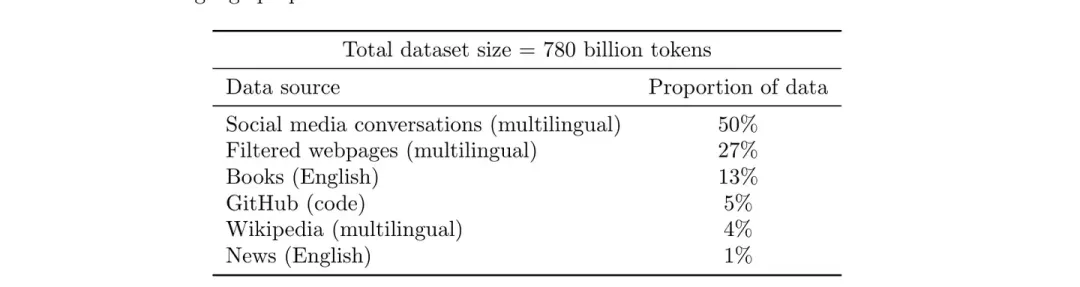 Total dataset size = 780 billion tokens
Data source Proportion of data
Social media conversations (multilingual) 50%
Filtered webpages (multilingual) 27%
Books (English) 13%
GitHub (code) 5%
Wikipedia (multilingual) 4%
News (English) 1%